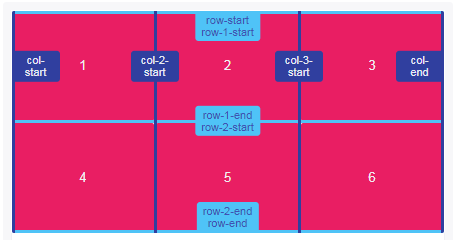 row-start
row-1-start
col-
start
1
col-2-
start
2
col-3-
start
3
col-
end
row-1-end
row-2-start
4
5
6
row-2-end
row-end